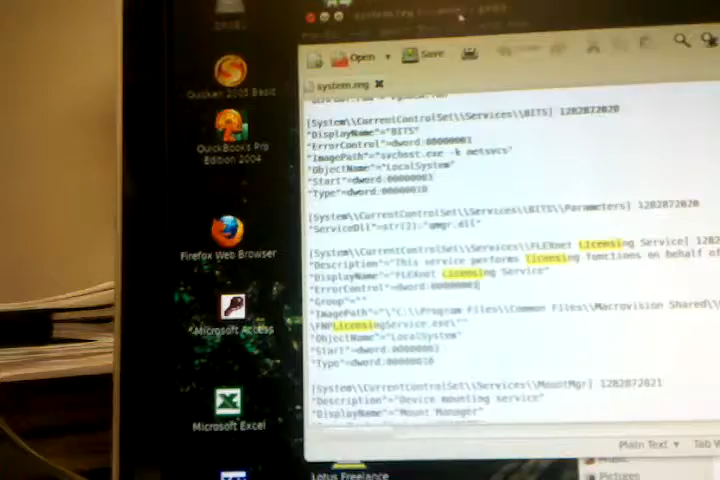 Quicken 2005 Basic
QuickBooks Pro
Edition 2004
Firefox Web Browser
Microsoft Access
Microsoft Excel
Lotus Freelance
Open
Save
system.reg
[System\\CurrentControlSet\\Services\\BITS] 1282872020
"DisplayName"="BITS"
"ErrorControl"=dword:00000001
"ImagePath"="svchost.exe -k netsvcs"
"ObjectName"="LocalSystem"
"Start"=dword:00000003
"Type"=dword:00000010
[System\\CurrentControlSet\\Services\\BITS\\Parameters] 1282872020
"ServiceDll"=str(2):"qmgr.dll"
[System\\CurrentControlSet\\Services\\FLEXnet Licensing Service] 1282
"Description"="This service performs licensing functions on behalf of
"DisplayName"="FLEXnet Licensing Service"
"ErrorControl"=dword:00000001
"Group"=""
"ImagePath"="\"C:\\Program Files\\Common Files\\Macrovision Shared\\
\FNPLicensingService.exe\""
"ObjectName"="LocalSystem"
"Start"=dword:00000003
"Type"=dword:00000010
[System\\CurrentControlSet\\Services\\MountMgr] 1282872021
"Description"="Device mounting service"
"DisplayName"="Mount Manager"
Plain Text
Tab W
Pictures